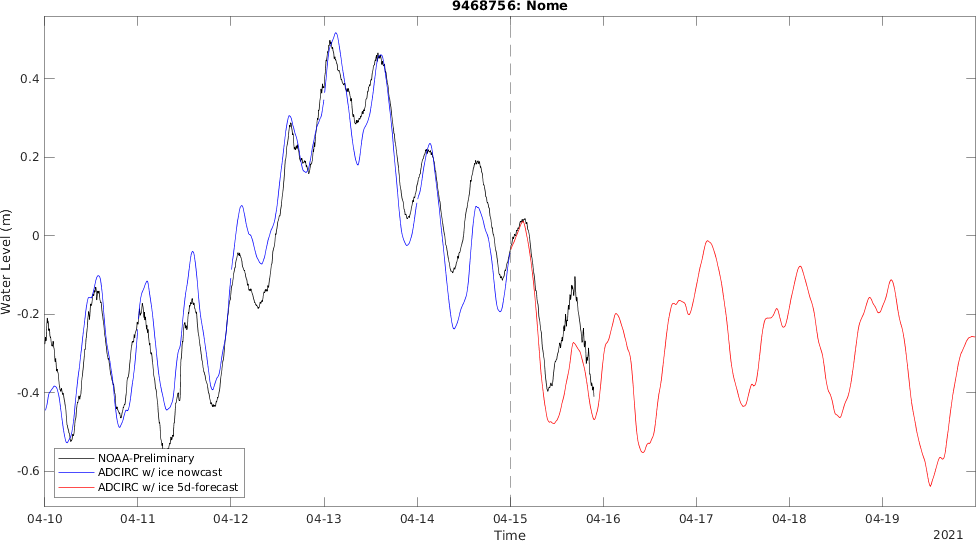 9468756: Nome
Water Level (m)
0.4
0.2
0
-0.2
-0.4
-0.6
NOAA-Preliminary
ADCIRC w/ ice nowcast
ADCIRC w/ ice 5d-forecast
04-10 04-11 04-12 04-13 04-14 04-15 04-16 04-17 04-18 04-19
Time
2021